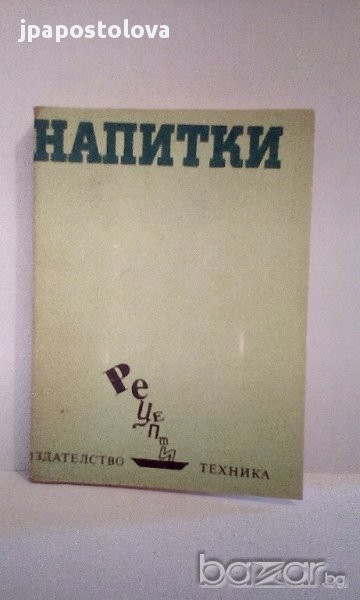 jpapostolova
НАПИТКИ
Рецепти
ИЗДАТЕЛСТВО ТЕХНИКА
bazar.bg